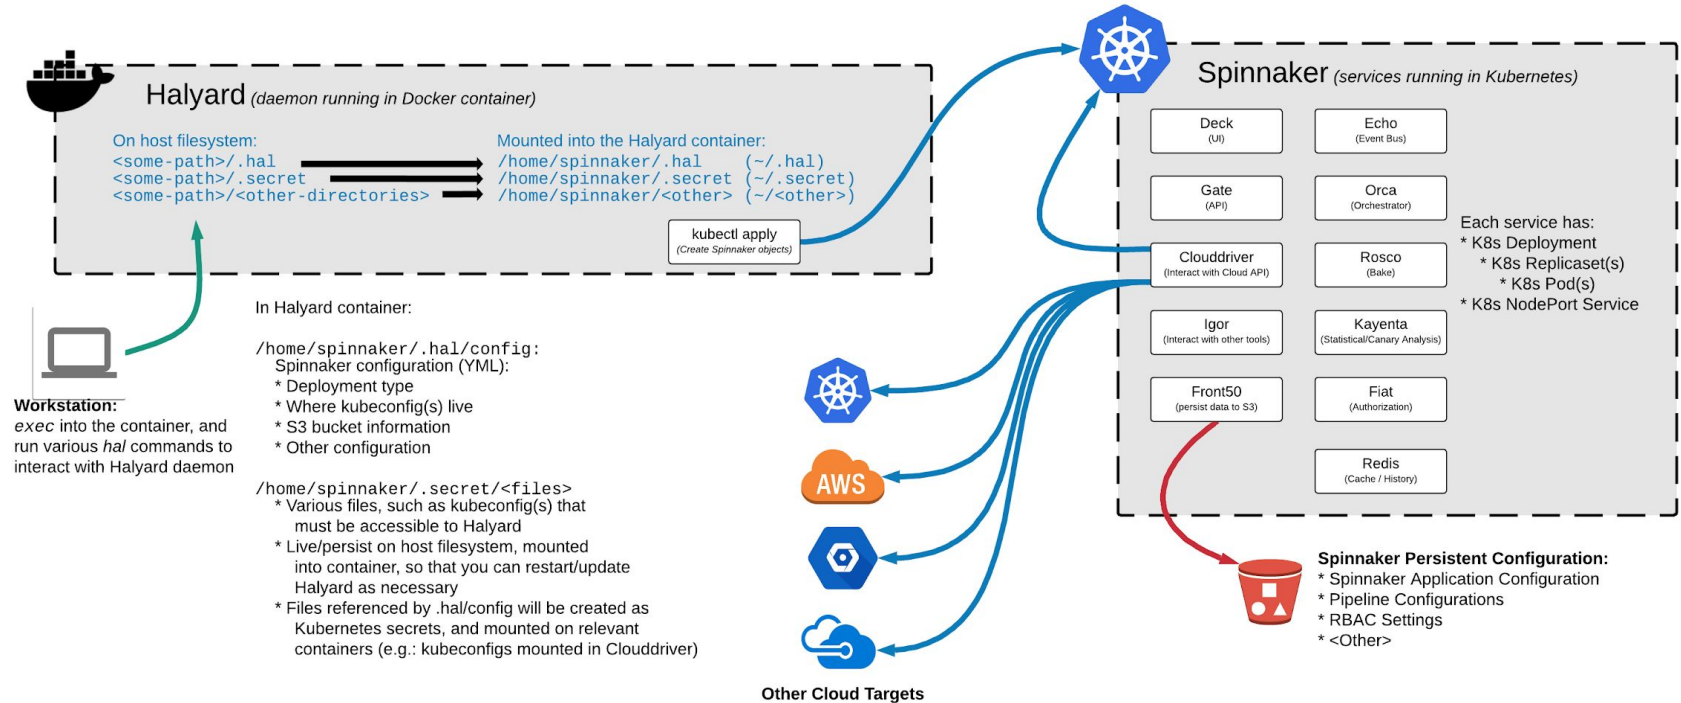 Halyard (daemon running in Docker container)
On host filesystem:
<some-path>/.hal
<some-path>/.secret
<some-path>/<other-directories>
Mounted into the Halyard container:
/home/spinnaker/.hal (~/.hal)
/home/spinnaker/.secret (~/.secret)
/home/spinnaker/<other> (~/<other>)
kubectl apply
(Create Spinnaker objects)
Workstation:
exec into the container, and
run various hal commands to
interact with Halyard daemon
In Halyard container:
/home/spinnaker/.hal/config:
Spinnaker configuration (YML):
* Deployment type
* Where kubeconfig(s) live
* S3 bucket information
* Other configuration
/home/spinnaker/.secret/<files>
* Various files, such as kubeconfig(s) that
must be accessible to Halyard
* Live/persist on host filesystem, mounted
into container, so that you can restart/update
Halyard as necessary
* Files referenced by .hal/config will be created as
Kubernetes secrets, and mounted on relevant
containers (e.g.: kubeconfigs mounted in Clouddriver)
AWS
Other Cloud Targets
Spinnaker (services running in Kubernetes)
Deck
(UI)
Echo
(Event Bus)
Gate
(API)
Orca
(Orchestrator)
Clouddriver
(Interact with Cloud API)
Rosco
(Bake)
Igor
(Interact with other tools)
Kayenta
(Statistical/Canary Analysis)
Front50
(persist data to S3)
Fiat
(Authorization)
Redis
(Cache / History)
Each service has:
* K8s Deployment
* K8s Replicaset(s)
* K8s Pod(s)
* K8s NodePort Service
Spinnaker Persistent Configuration:
* Spinnaker Application Configuration
* Pipeline Configurations
* RBAC Settings
* <Other>